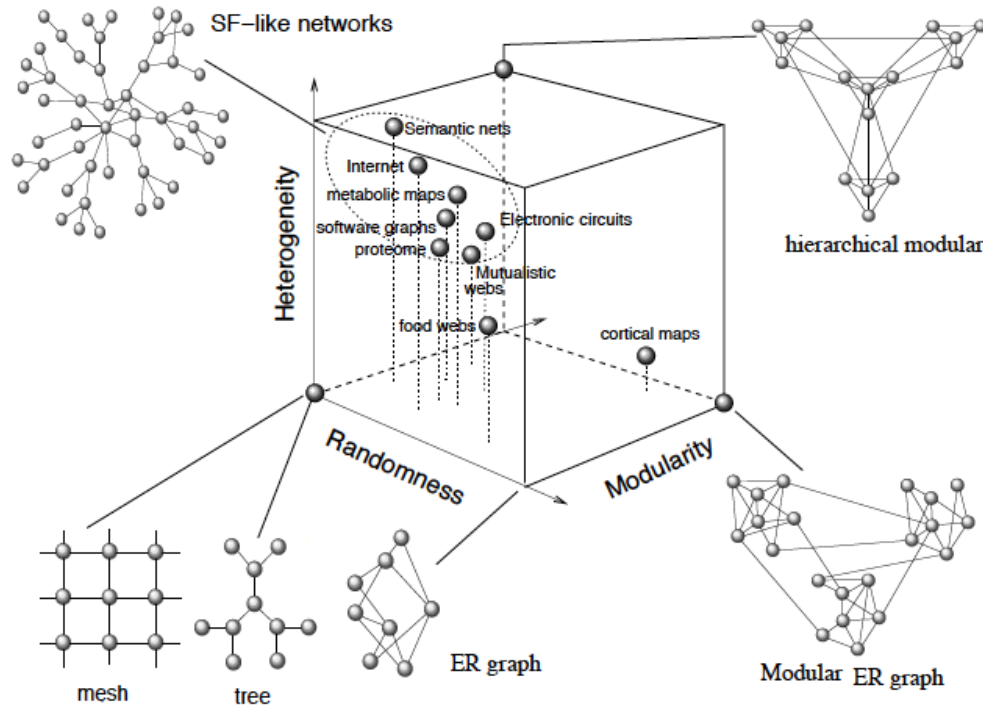 SF-like networks
Semantic nets
Internet
metabolic maps
software graphs
Electronic circuits
proteome
Mutualistic
webs
food webs
cortical maps
hierarchical modular
Heterogeneity
Randomness
Modularity
mesh
tree
ER graph
Modular ER graph